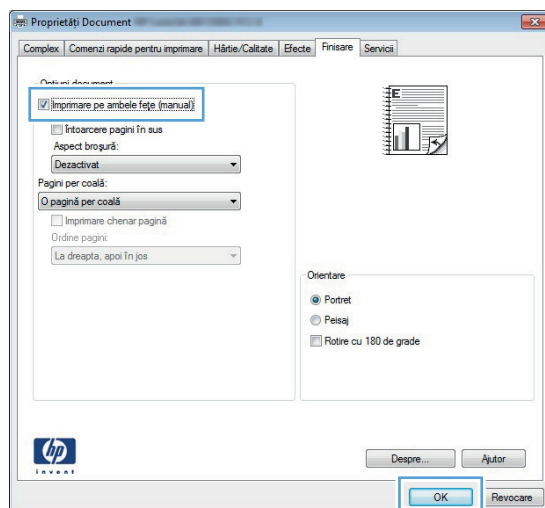 Proprietăți Document
Complex
Comenzi rapide pentru imprimare
Hârtie/Calitate
Efecte
Finisare
Servicii
Opțiuni document
Imprimare pe ambele fețe (manual)
Întoarcere pagini în sus
Aspect broșură:
Dezactivat
Pagini per coală:
O pagină per coală
Imprimare chenar pagină
Ordine pagini:
La dreapta, apoi în jos
E
Orientare
Portret
Peisaj
Rotire cu 180 de grade
hp
invent
Despre...
Ajutor
OK
Revocare